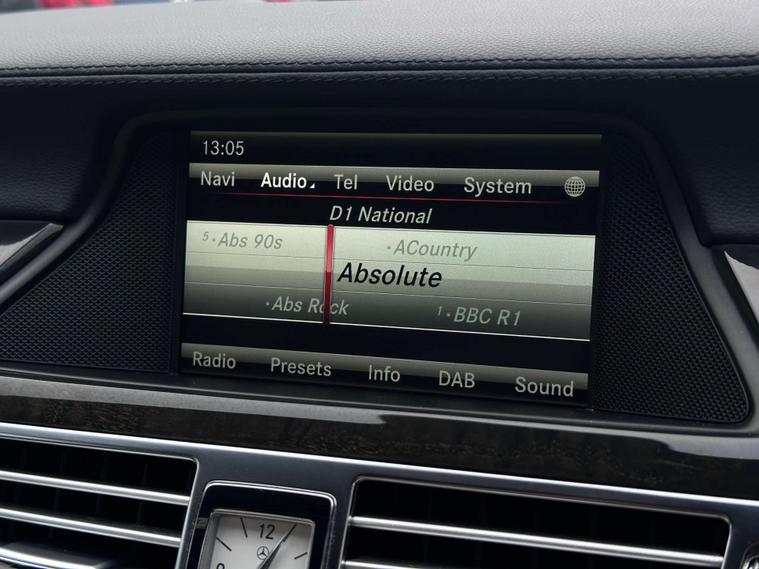 13:05
Navi Audio Tel Video System
D1 National
5 • Abs 90s • ACountry
Absolute
• Abs Rock 1 • BBC R1
Radio Presets Info DAB Sound
12